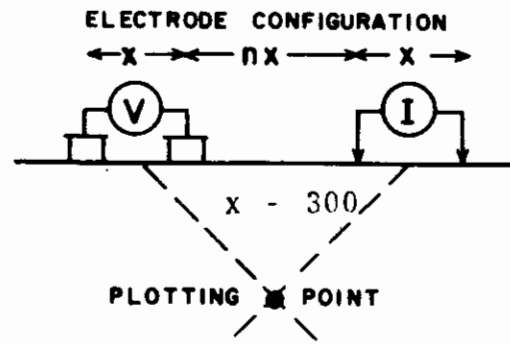 ELECTRODE CONFIGURATION
x nx x
V I
x - 300
PLOTTING POINT